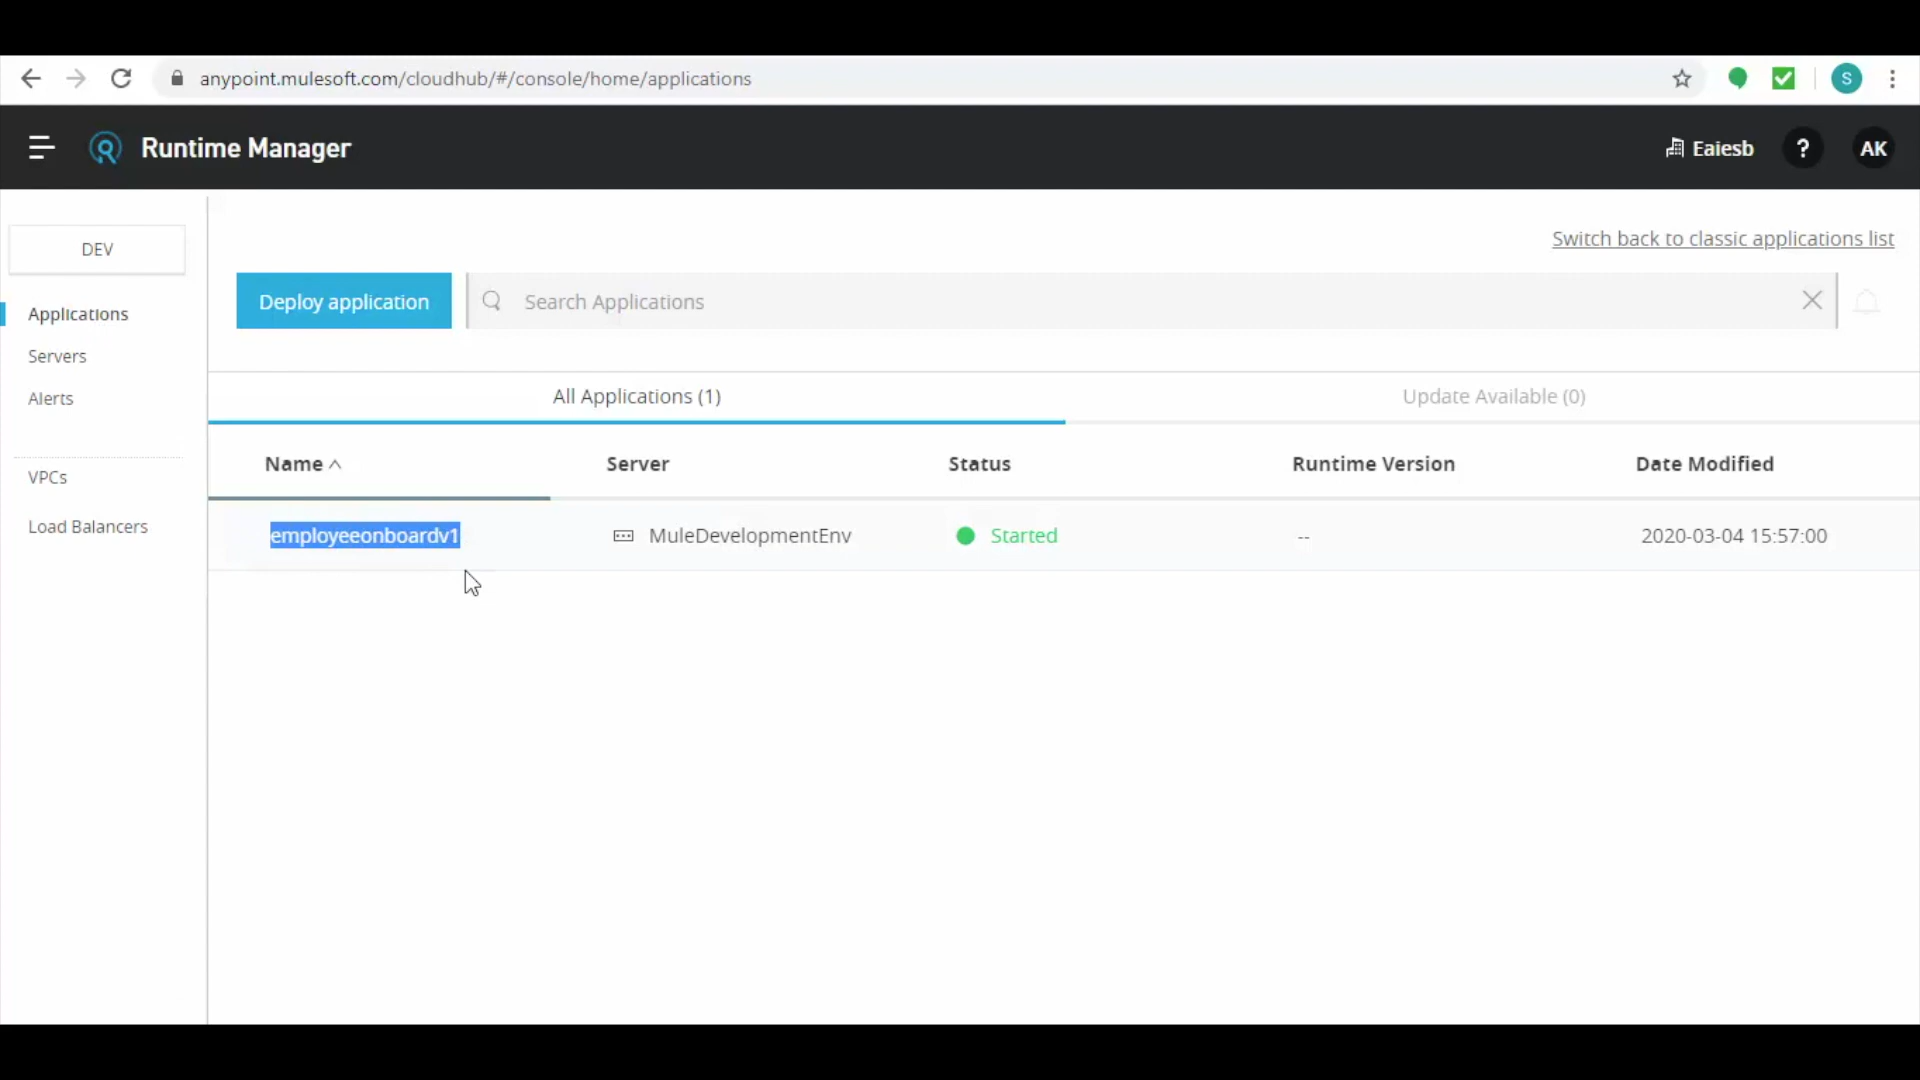 anypoint.mulesoft.com/cloudhub/#/console/home/applications
S
Runtime Manager
Eaiesb
?
AK
DEV
Applications
Servers
Alerts
VPCs
Load Balancers
Switch back to classic applications list
Deploy application
Search Applications
All Applications (1)
Update Available (0)
Name Server Status Runtime Version Date Modified
employeeonboardv1 MuleDevelopmentEnv Started -- 2020-03-04 15:57:00